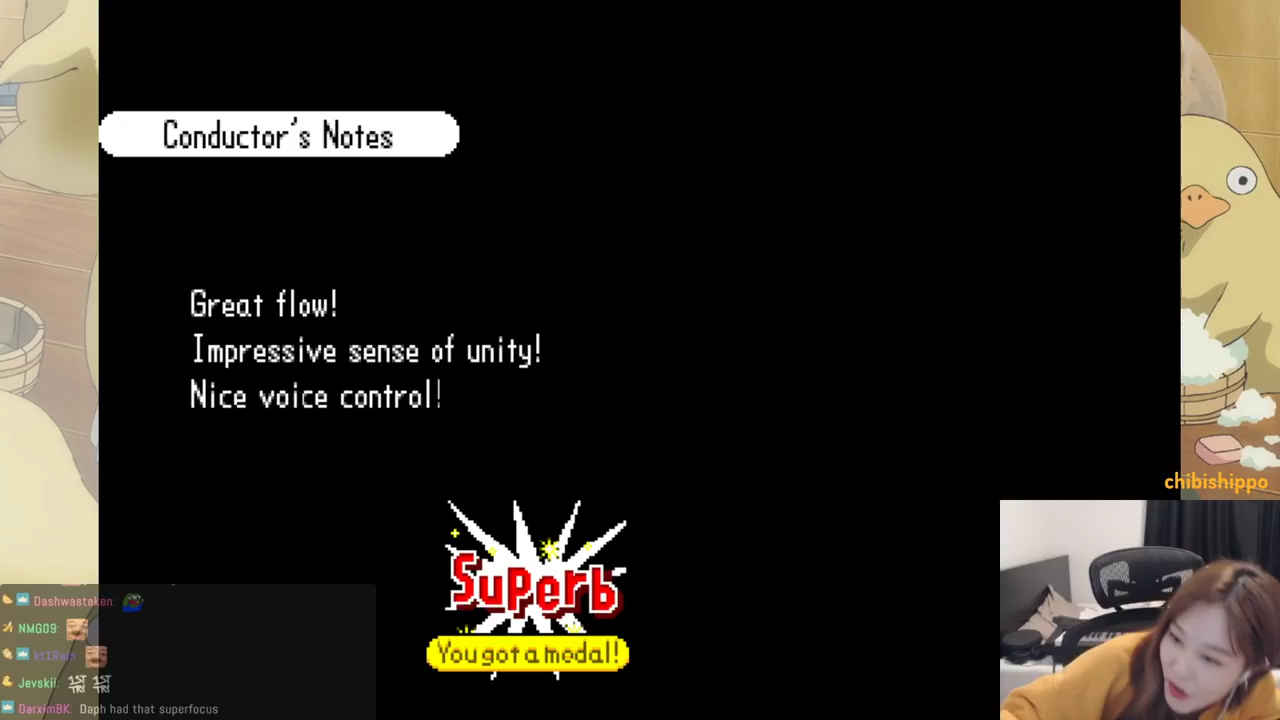 Conductor's Notes
Great flow!
Impressive sense of unity!
Nice voice control!
Superb
You got a medal!
chibishippo
Dashwastaken:
NMG09:
kt1Rain
Jevskii:
DarximBK: Daph had that superfocus